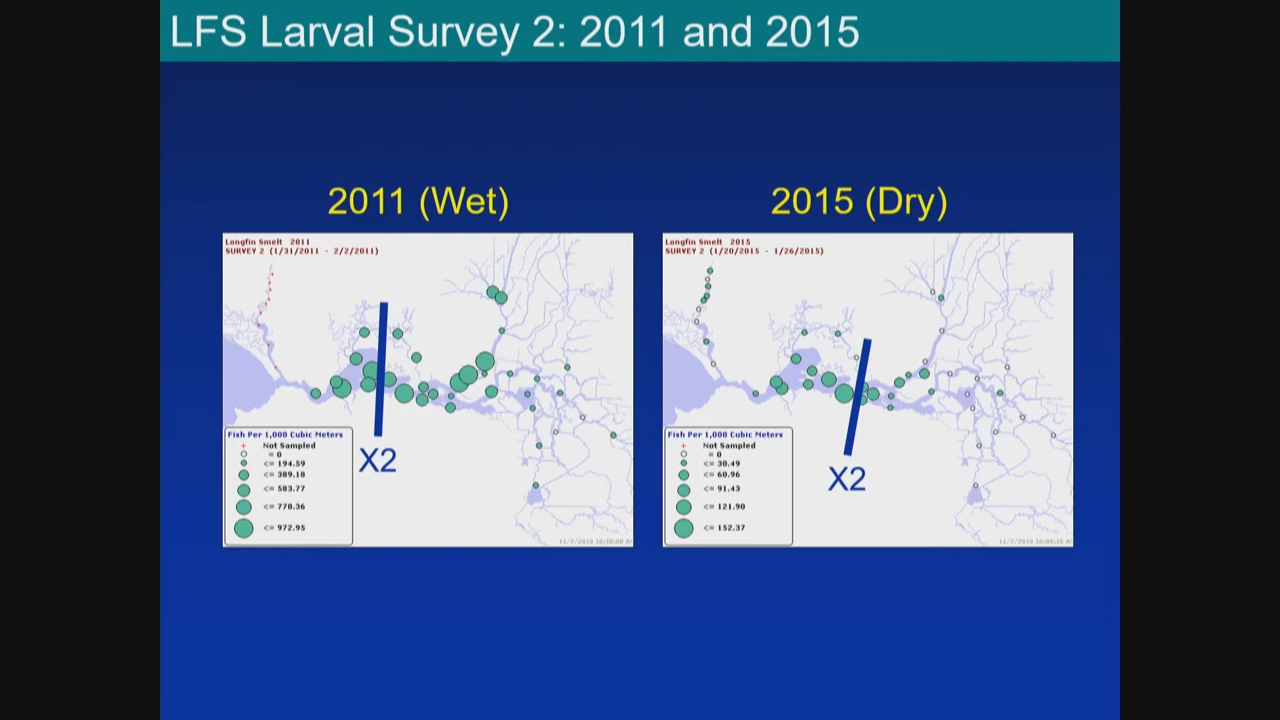 LFS Larval Survey 2: 2011 and 2015
2011 (Wet)
Longfin Smelt 2011
SURVEY 2 (1/31/2011 - 2/2/2011)
X2
Fish Per 1,000 Cubic Meters
Not Sampled
= 0
<= 194.59
<= 389.18
<= 583.77
<= 778.36
<= 972.95
2015 (Dry)
Longfin Smelt 2015
SURVEY 2 (1/20/2015 - 1/26/2015)
X2
Fish Per 1,000 Cubic Meters
Not Sampled
= 0
<= 30.49
<= 60.96
<= 91.43
<= 121.90
<= 152.37